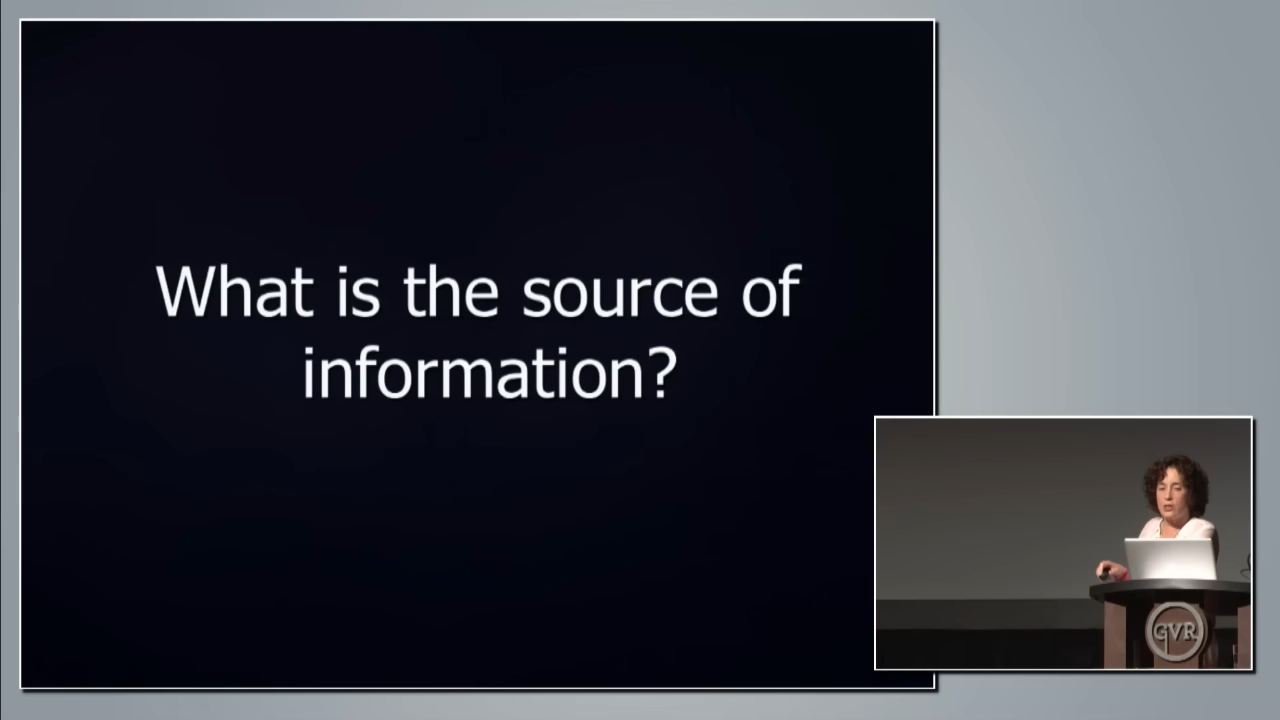 What is the source of
information?
GVR